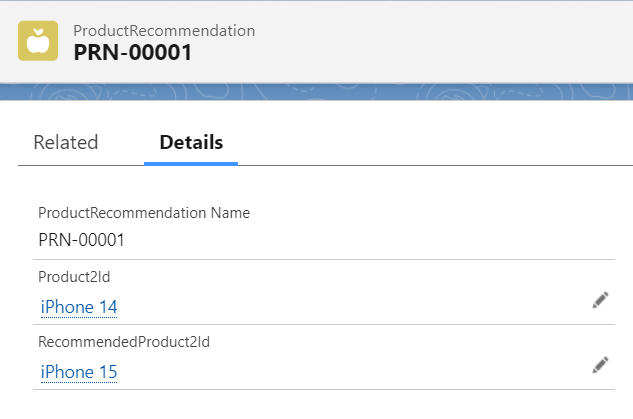 ProductRecommendation
PRN-00001
Related Details
ProductRecommendation Name
PRN-00001
Product2Id
iPhone 14
RecommendedProduct2Id
iPhone 15